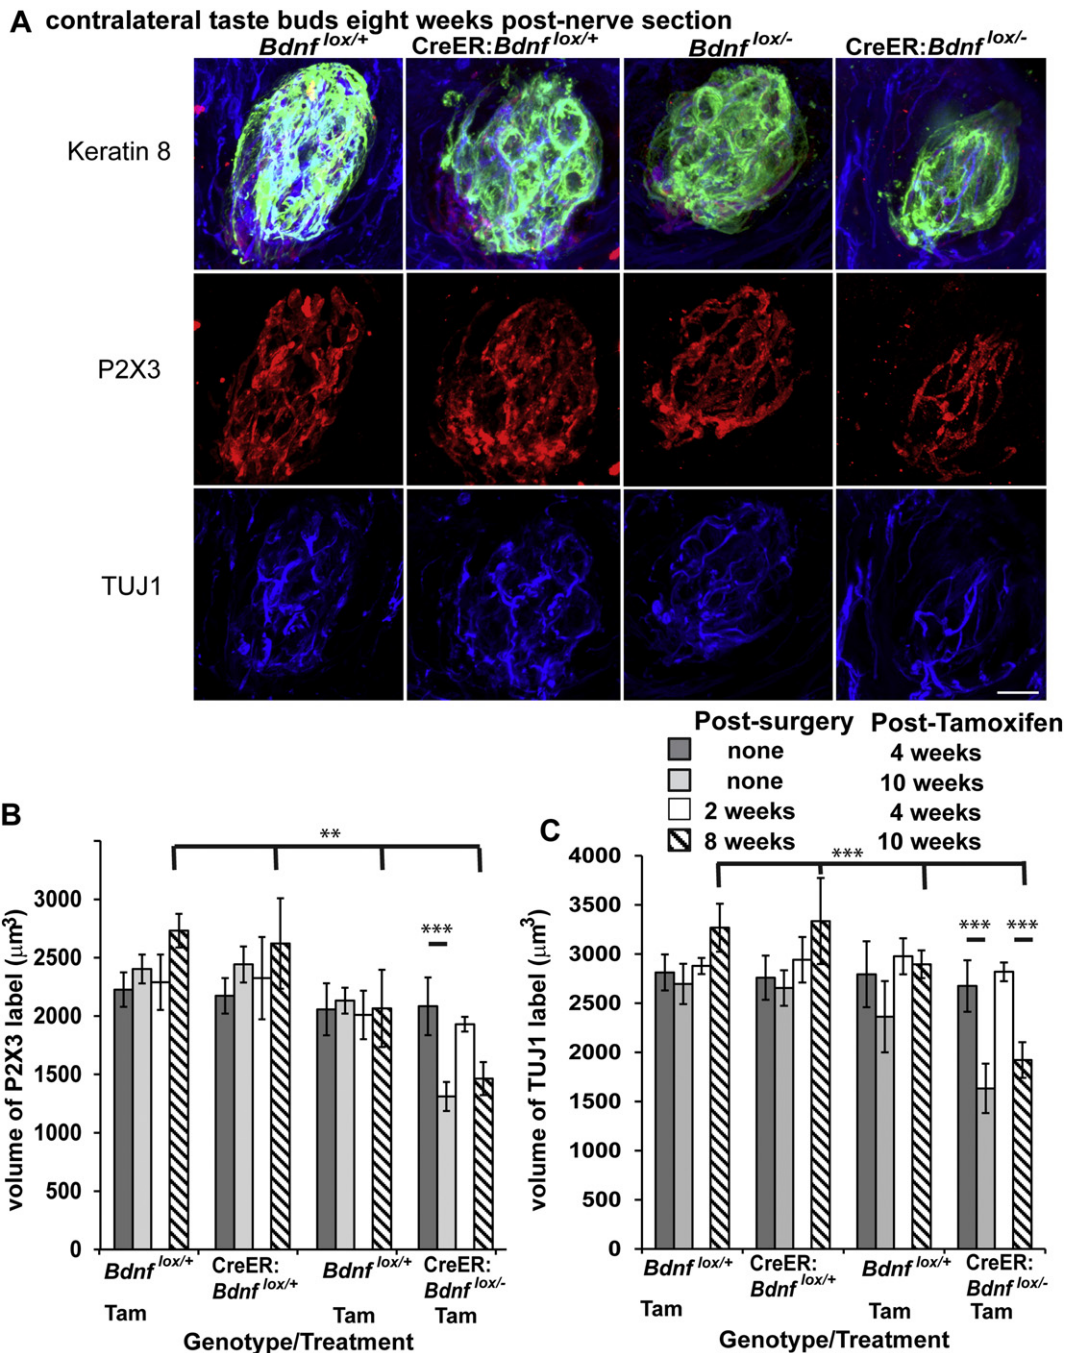 A contralateral taste buds eight weeks post-nerve section
Bdnf lox/+ CreER:Bdnf lox/+ Bdnf lox/- CreER:Bdnf lox/-
Keratin 8
P2X3
TUJ1
Post-surgery Post-Tamoxifen
none 4 weeks
none 10 weeks
2 weeks 4 weeks
8 weeks 10 weeks
B
volume of P2X3 label (μm3)
3000
2500
2000
1500
1000
500
0
**
***
Bdnf lox/+ CreER: Bdnf lox/+ Bdnf lox/+ CreER: Bdnf lox/-
Tam Tam Tam
Genotype/Treatment
C
volume of TUJ1 label (μm3)
4000
3500
3000
2500
2000
1500
1000
500
0
***
*** ***
Bdnf lox/+ CreER: Bdnf lox/+ Bdnf lox/+ CreER: Bdnf lox/-
Tam Tam Tam
Genotype/Treatment